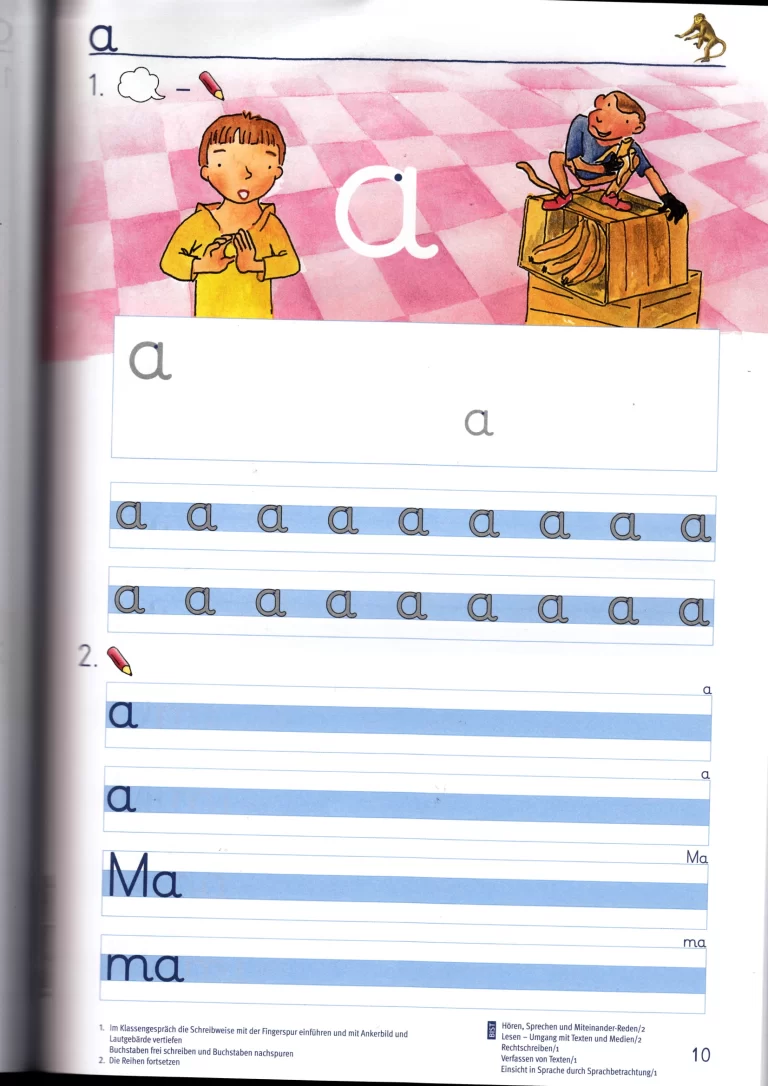 a
1. –
a
a
a
a a a a a a a a a
a a a a a a a a a
2.
a
a
a
a
Ma
Ma
ma
ma
1. Im Klassengespräch die Schreibweise mit der Fingerspur einführen und mit Ankerbild und
Lautgebärde vertiefen
Buchstaben frei schreiben und Buchstaben nachspuren
2. Die Reihen fortsetzen
BIST
Hören, Sprechen und Miteinander-Reden/2
Lesen – Umgang mit Texten und Medien/2
Rechtschreiben/1
Verfassen von Texten/1
Einsicht in Sprache durch Sprachbetrachtung/1
10